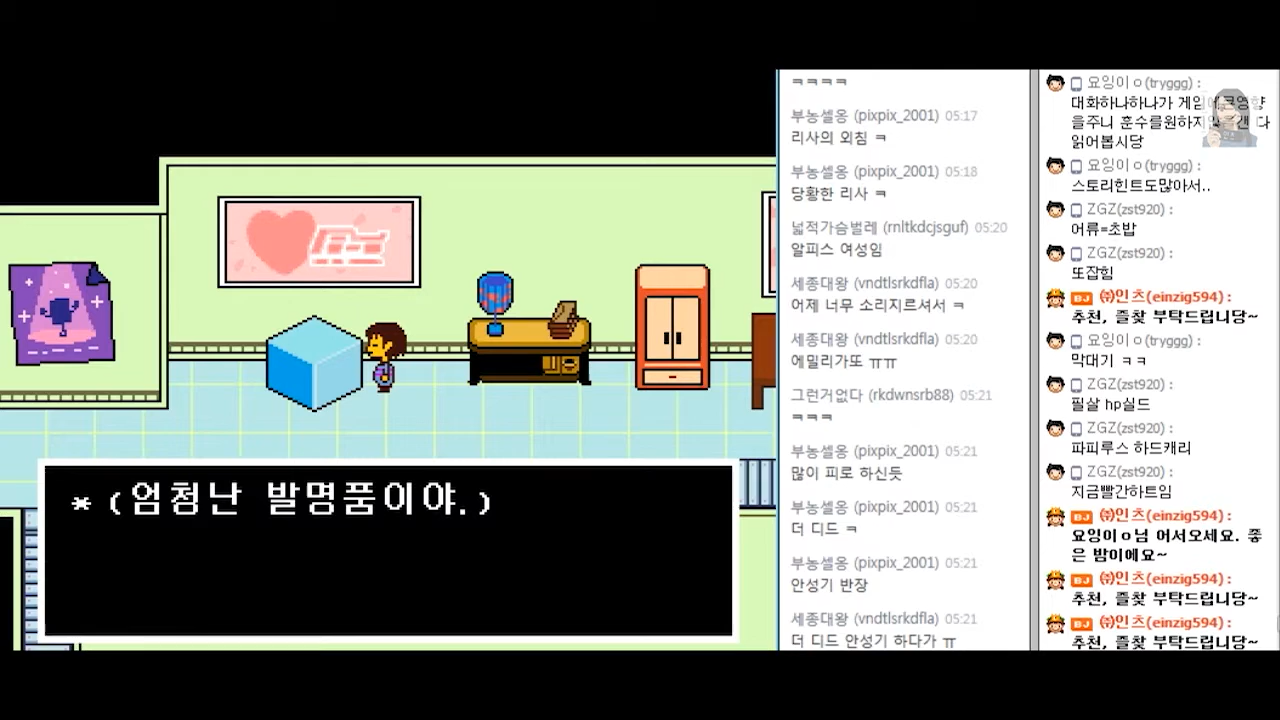 * (엄청난 발명품이야.)
ㅋㅋㅋㅋ
부농셀옹 (pixpix_2001) 05:17
리사의 외침 ㅋ
부농셀옹 (pixpix_2001) 05:18
당황한 리사 ㅋ
넓적가슴벌레 (rnltkdcjsguf) 05:20
알피스 여성임
세종대왕 (vndtlsrkdfla) 05:20
어제 너무 소리지르셔서 ㅋ
세종대왕 (vndtlsrkdfla) 05:20
에밀리가또 ㅠㅠ
그런거없다 (rkdwnsrb88) 05:21
ㅋㅋㅋ
부농셀옹 (pixpix_2001) 05:21
많이 피로 하신듯
부농셀옹 (pixpix_2001) 05:21
더 디드 ㅋ
부농셀옹 (pixpix_2001) 05:21
안성기 반장
세종대왕 (vndtlsrkdfla) 05:21
더 디드 안성기 하다가 ㅠ
요잉이ㅇ(tryggg) :
대화하나하나가 게임에큰영향
을주니 훈수를원하지 다
읽어봅시당
요잉이ㅇ(tryggg) :
스토리힌트도많아서..
ZGZ(zst920) :
어류=초밥
ZGZ(zst920) :
또잡힘
BJ ㈜인츠(einzig594) :
추천, 즐찾 부탁드립니당~
요잉이ㅇ(tryggg) :
막대기 ㅋㅋ
ZGZ(zst920) :
필살 hp실드
ZGZ(zst920) :
파피루스 하드캐리
ZGZ(zst920) :
지금빨간하트임
BJ ㈜인츠(einzig594) :
요잉이ㅇ님 어서오세요. 좋
은 밤이에요~
BJ ㈜인츠(einzig594) :
추천, 즐찾 부탁드립니당~
BJ ㈜인츠(einzig594) :
추천, 즐찾 부탁드립니당~